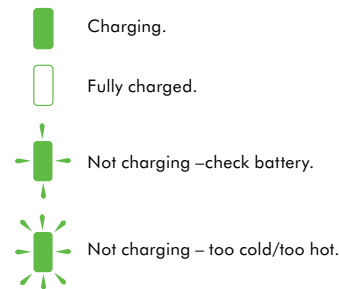 Charging.
Fully charged.
Not charging –check battery.
Not charging – too cold/too hot.